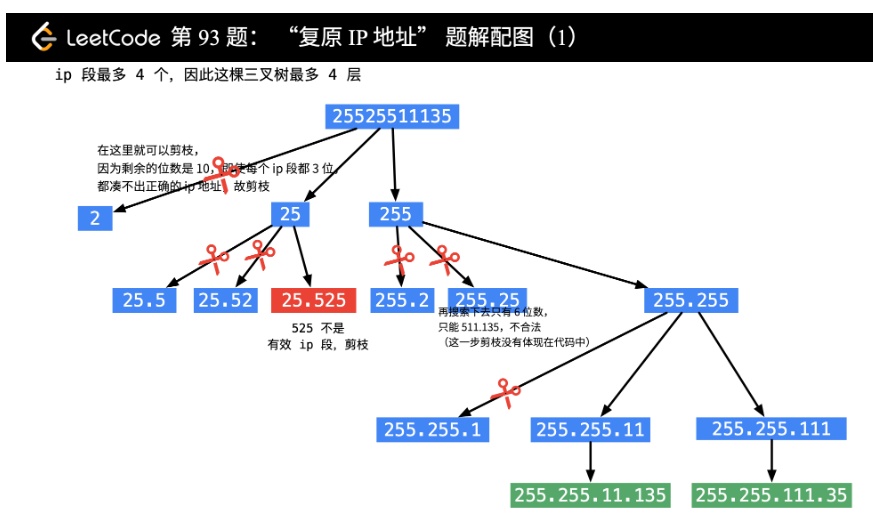 LeetCode 第 93 题： “复原 IP 地址” 题解配图（1）
ip 段最多 4 个，因此这棵三叉树最多 4 层
25525511135
在这里就可以剪枝，
因为剩余的位数是 10，即使每个 ip 段都 3 位，
都凑不出正确的 ip 地址，故剪枝
2
25
255
25.5
25.52
25.525
255.2
255.25
255.255
525 不是
有效 ip 段，剪枝
再搜索下去只有 6 位数，
只能 511.135，不合法
（这一步剪枝没有体现在代码中）
255.255.1
255.255.11
255.255.111
255.255.11.135
255.255.111.35